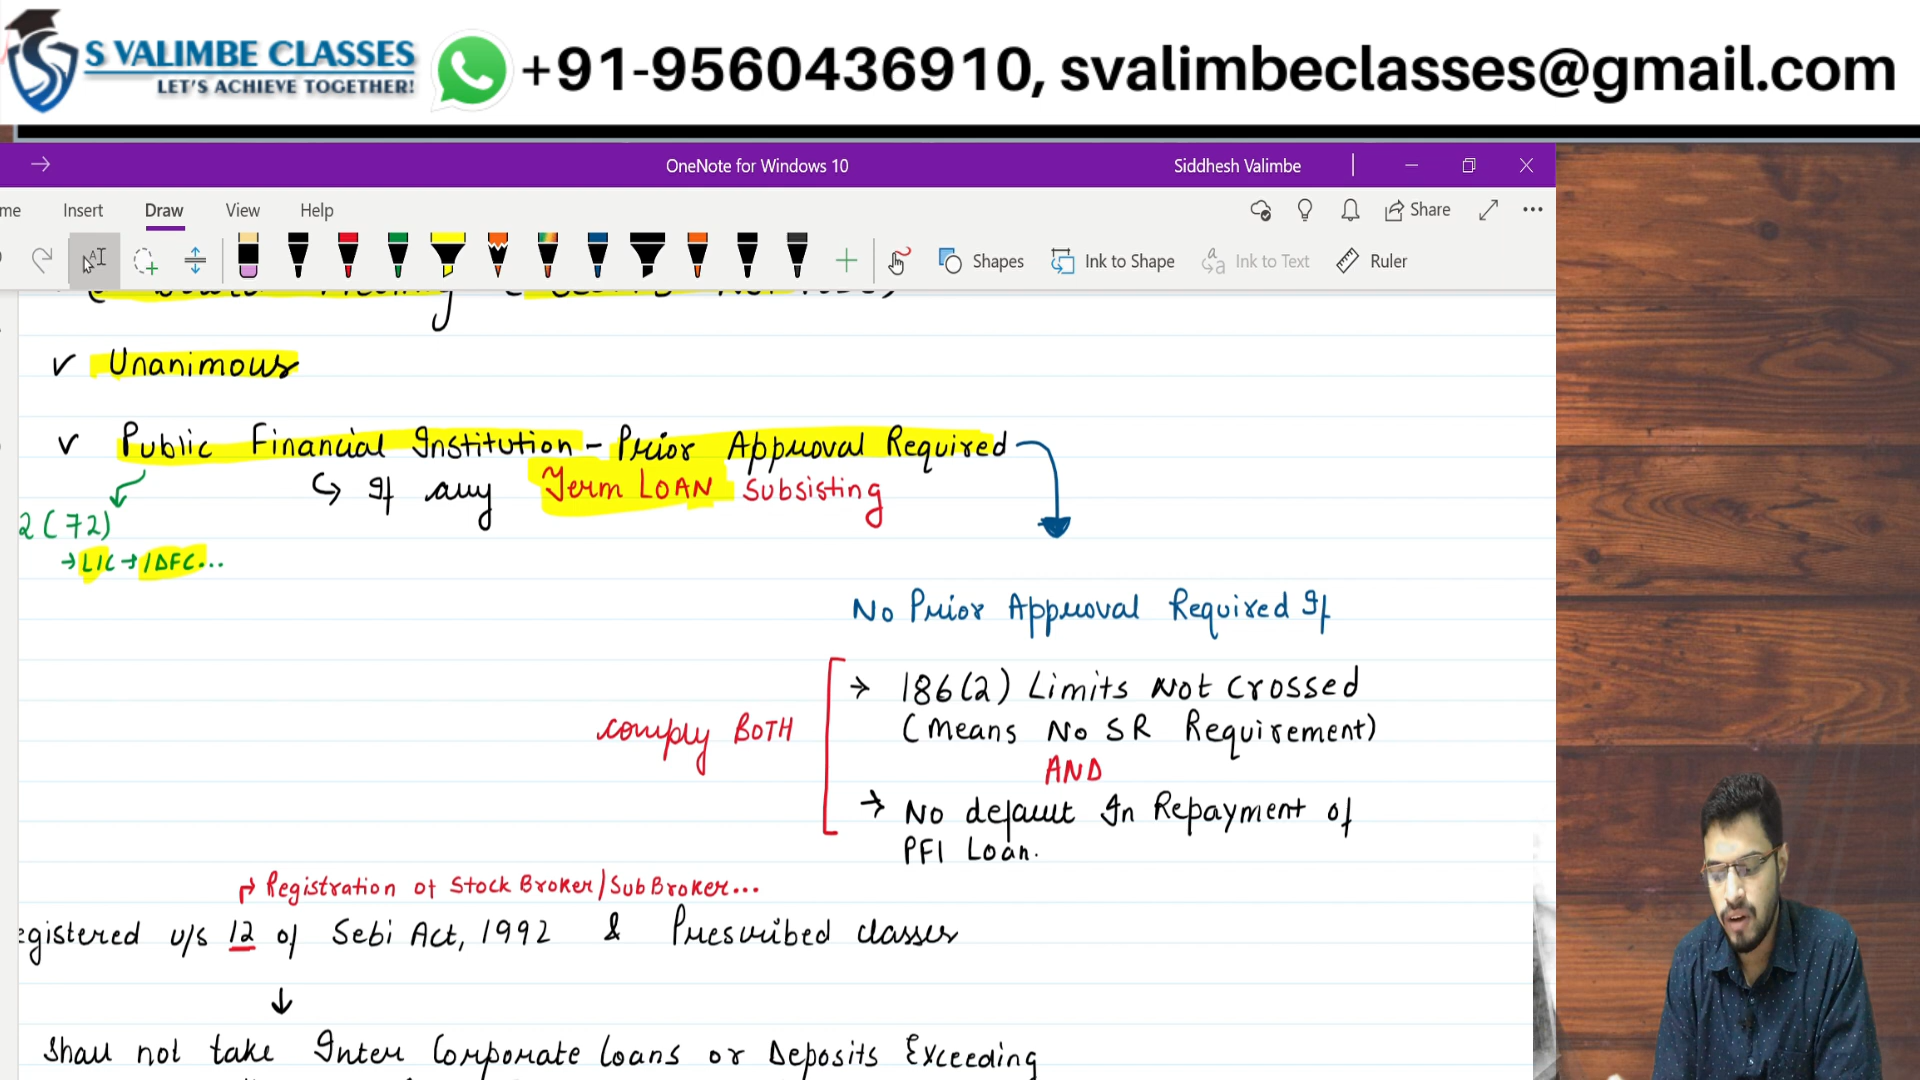 S VALIMBE CLASSES
LET'S ACHIEVE TOGETHER!
+91-9560436910, svalimbeclasses@gmail.com
OneNote for Windows 10
Siddhesh Valimbe
me Insert Draw View Help
Share
Shapes Ink to Shape Ink to Text Ruler
✓ Unanimous
✓ Public Financial Institution - Prior Approval Required
↪ If any Term LOAN Subsisting
2(72)
→ LIC → IDFC...
No Prior Approval Required If
→ 186(2) Limits Not Crossed
(Means No SR Requirement)
comply BOTH
AND
→ No default In Repayment of
PFI Loan.
Registration of Stock Broker/SubBroker...
egistered u/s 12 of Sebi Act, 1992 & Prescribed classes
↓
Shall not take Inter Corporate loans or Deposits Exceeding